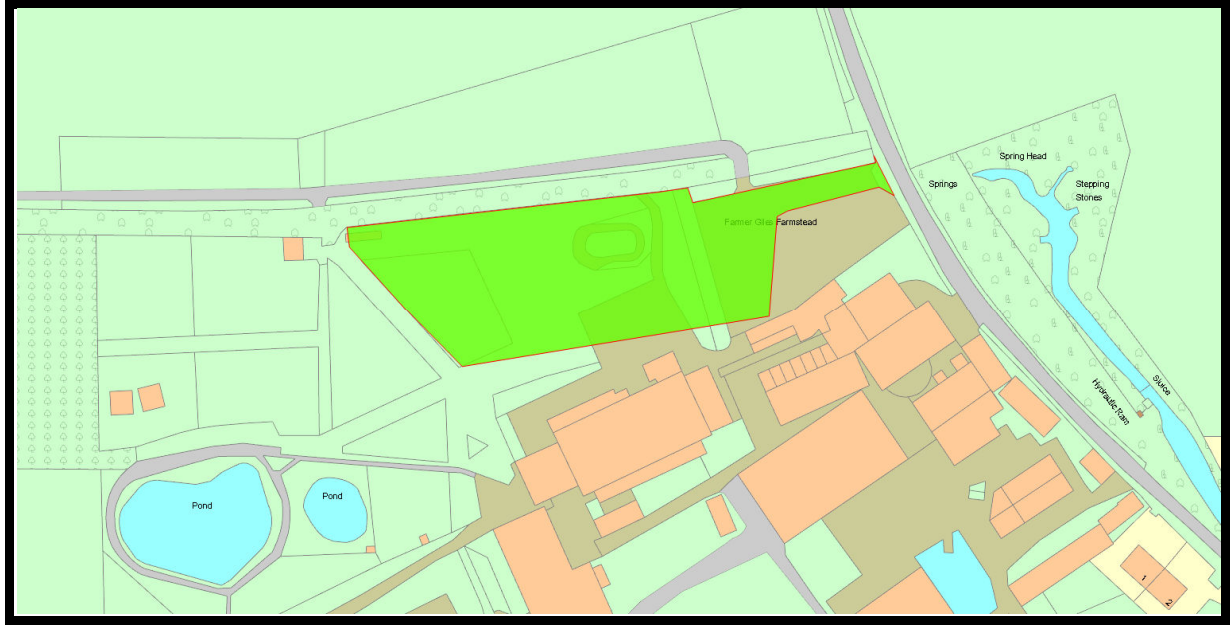 Spring Head
Springs
Stepping
Stones
Farmer Giles Farmstead
Sluice
Hydraulic Ram
Pond
Pond
1
2